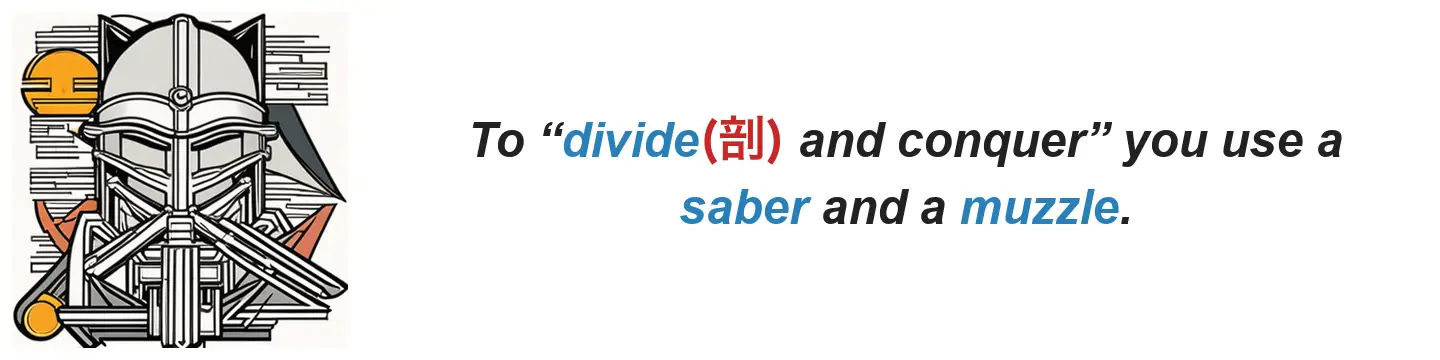 To “divide(剖) and conquer” you use a
saber and a muzzle.